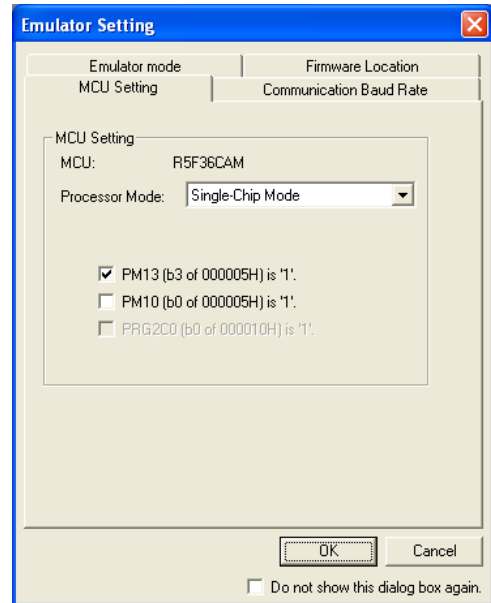 Emulator Setting
Emulator mode
Firmware Location
MCU Setting
Communication Baud Rate
MCU Setting
MCU: R5F36CAM
Processor Mode: Single-Chip Mode
PM13 (b3 of 000005H) is '1'.
PM10 (b0 of 000005H) is '1'.
PRG2C0 (b0 of 000010H) is '1'.
OK
Cancel
Do not show this dialog box again.